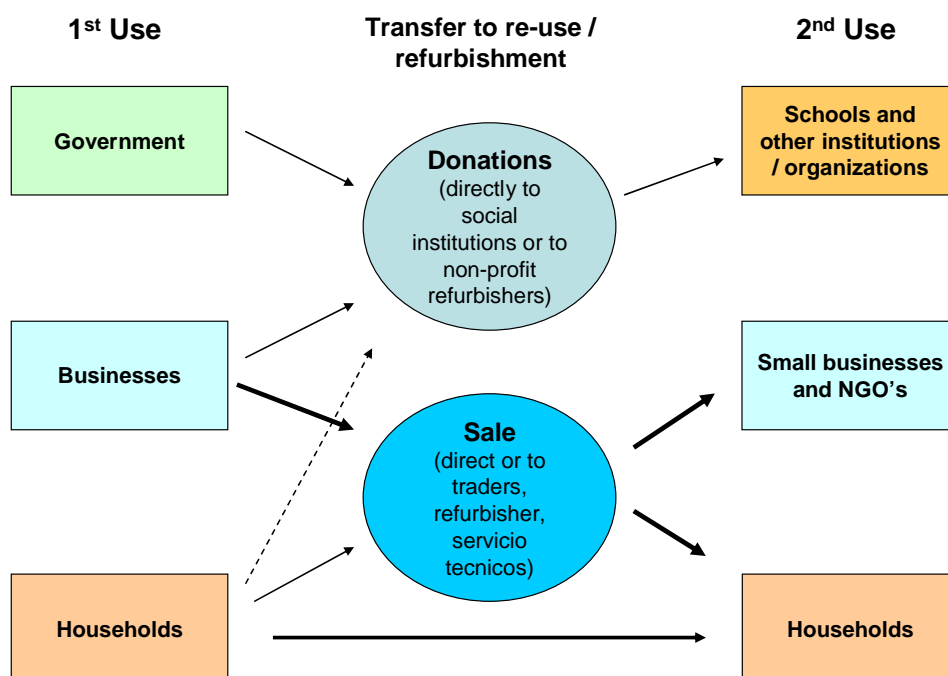 1st Use
Transfer to re-use /
refurbishment
2nd Use
Government
Donations
(directly to
social
institutions or to
non-profit
refurbishers)
Schools and
other institutions
/ organizations
Businesses
Small businesses
and NGO's
Sale
(direct or to
traders,
refurbisher,
servicio
tecnicos)
Households
Households